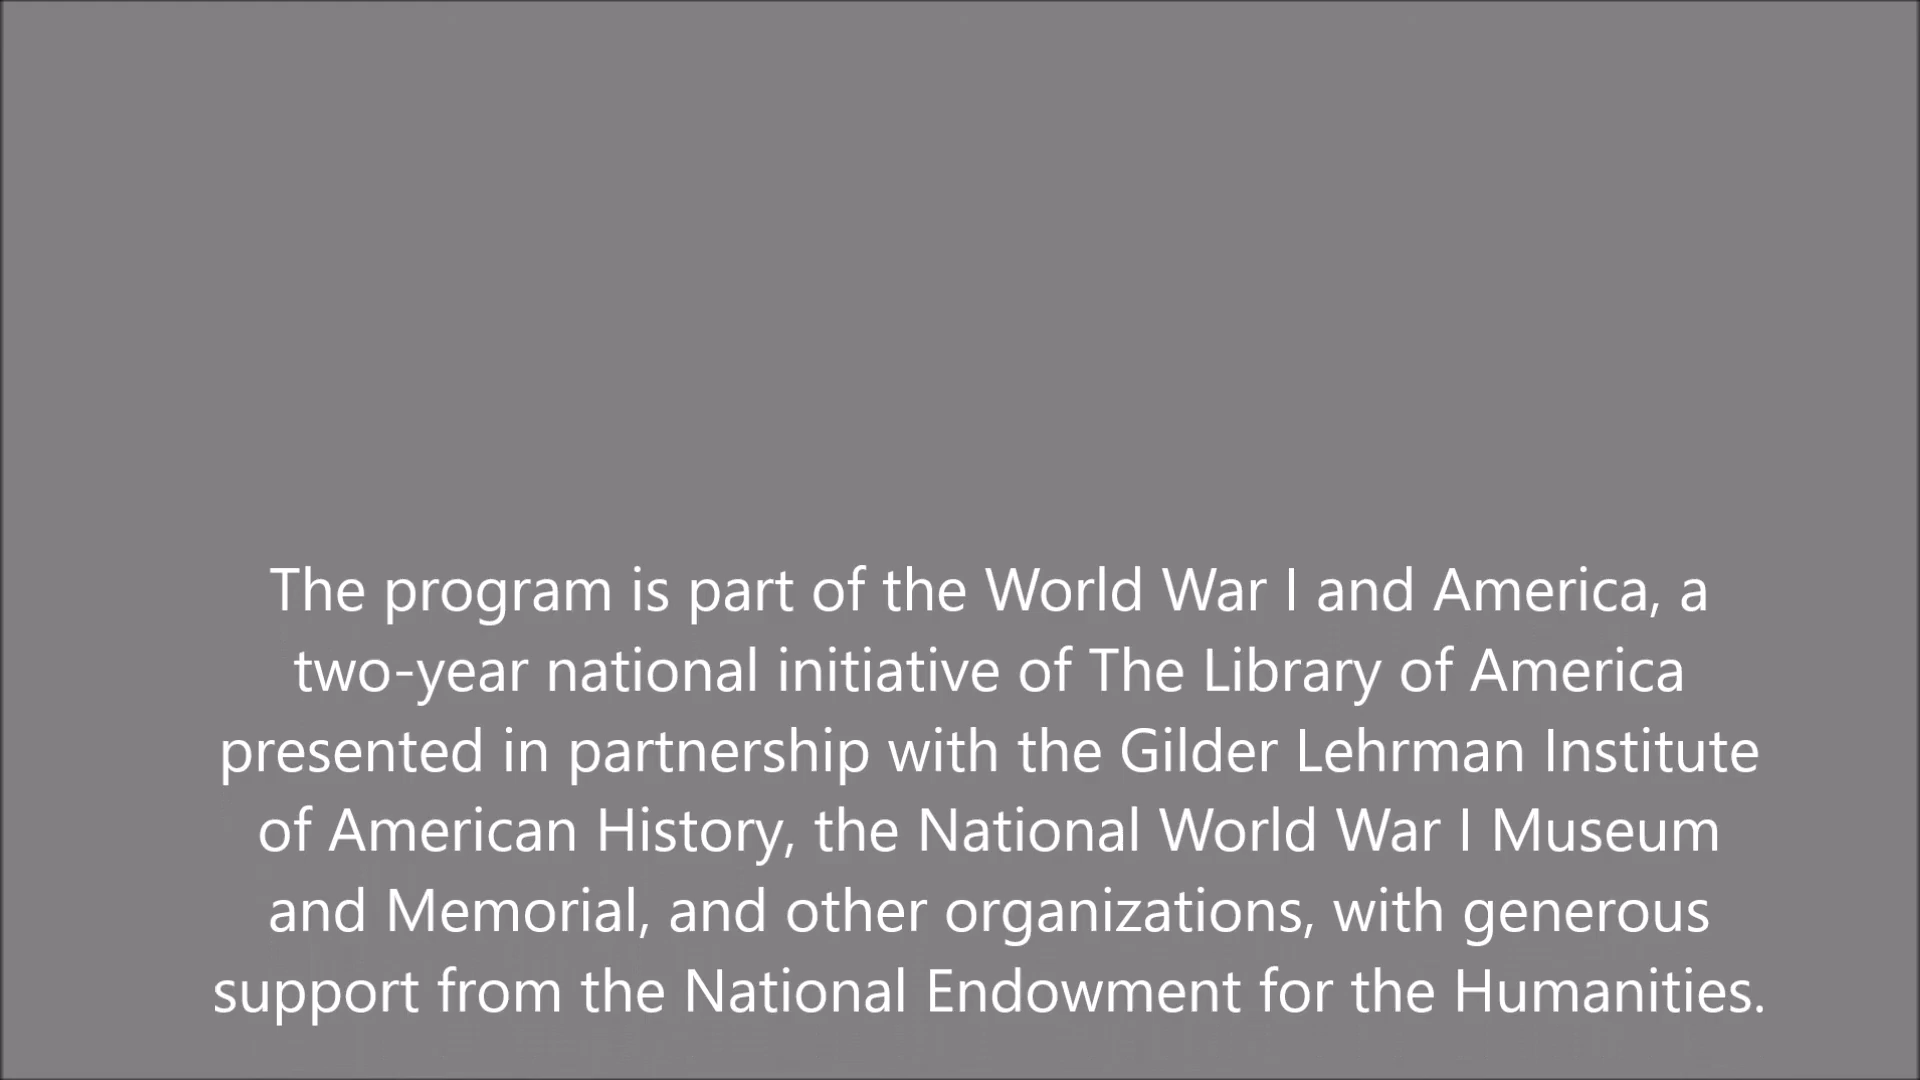 The program is part of the World War I and America, a
two-year national initiative of The Library of America
presented in partnership with the Gilder Lehrman Institute
of American History, the National World War I Museum
and Memorial, and other organizations, with generous
support from the National Endowment for the Humanities.